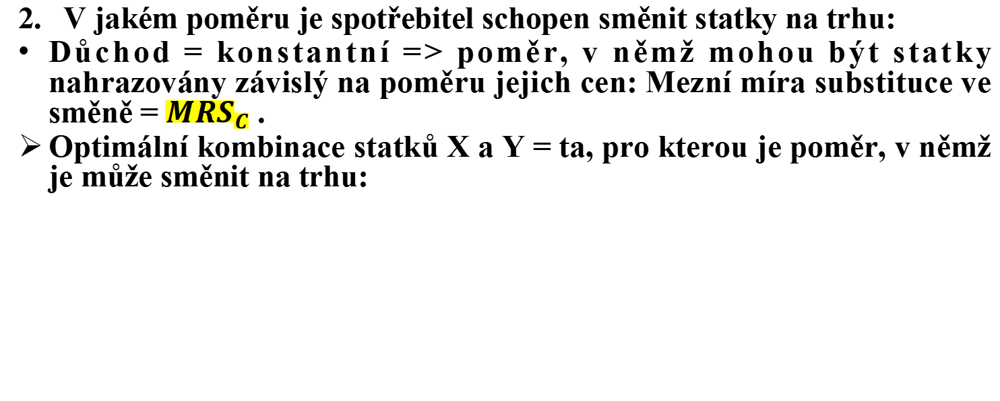 2. V jakém poměru je spotřebitel schopen směnit statky na trhu:
• Důchod = konstantní => poměr, v němž mohou být statky
nahrazovány závislý na poměru jejich cen: Mezní míra substituce ve
směně = 𝑴𝑹𝑺𝑪 .
➢ Optimální kombinace statků X a Y = ta, pro kterou je poměr, v němž
je může směnit na trhu: